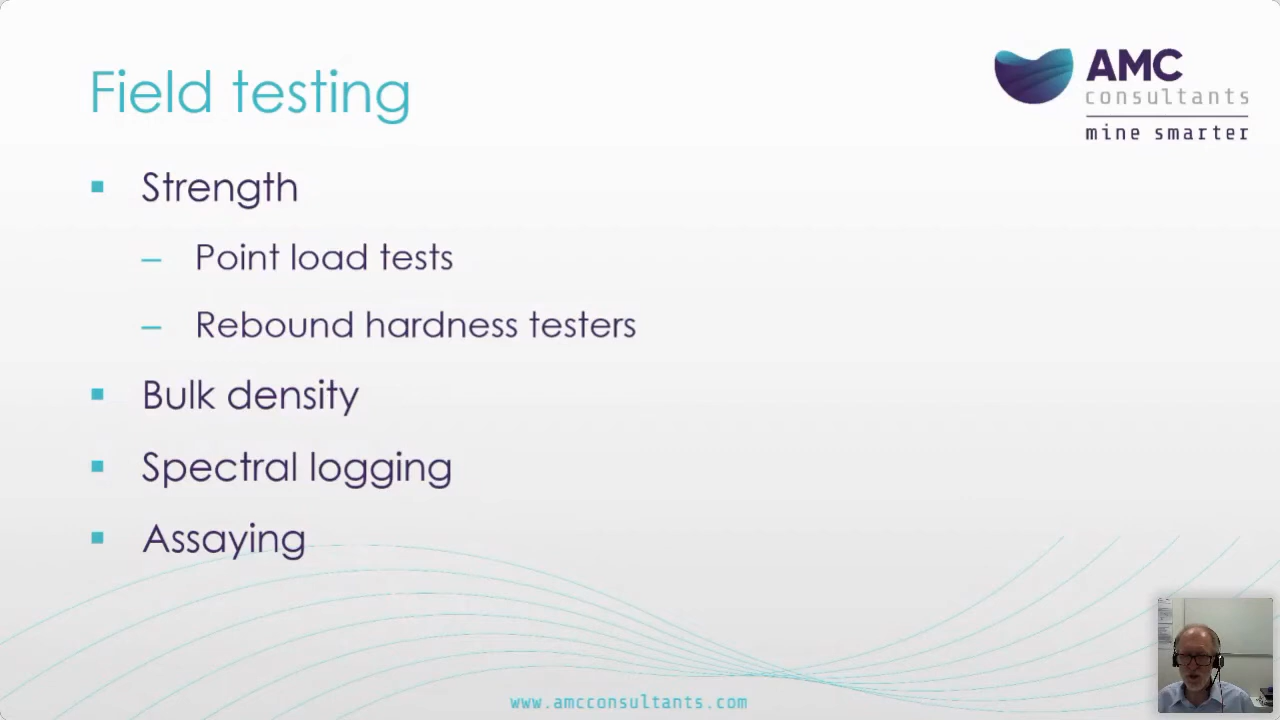 Field testing
AMC
consultants
mine smarter
Strength
Point load tests
Rebound hardness testers
Bulk density
Spectral logging
Assaying
www.amcconsultants.com